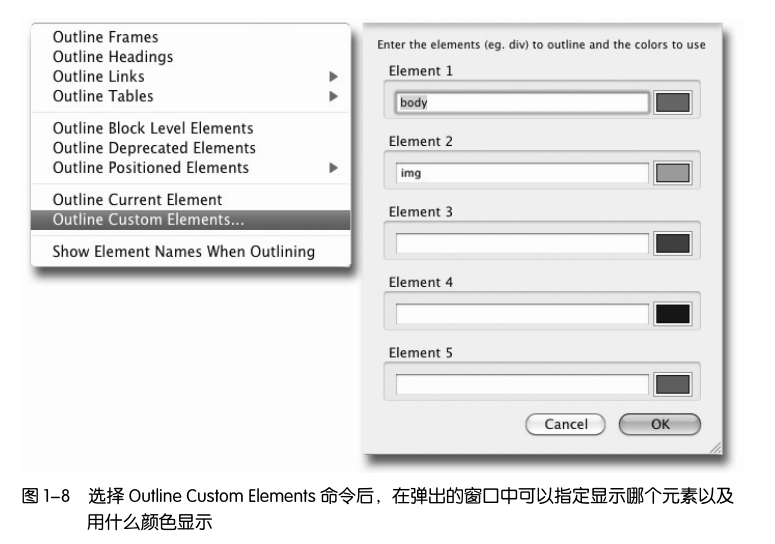 Outline Frames
Outline Headings
Outline Links
Outline Tables
Outline Block Level Elements
Outline Deprecated Elements
Outline Positioned Elements
Outline Current Element
Outline Custom Elements...
Show Element Names When Outlining
Enter the elements (eg. div) to outline and the colors to use
Element 1
body
Element 2
img
Element 3
Element 4
Element 5
Cancel
OK
图 1-8 选择 Outline Custom Elements 命令后，在弹出的窗口中可以指定显示哪个元素以及
用什么颜色显示